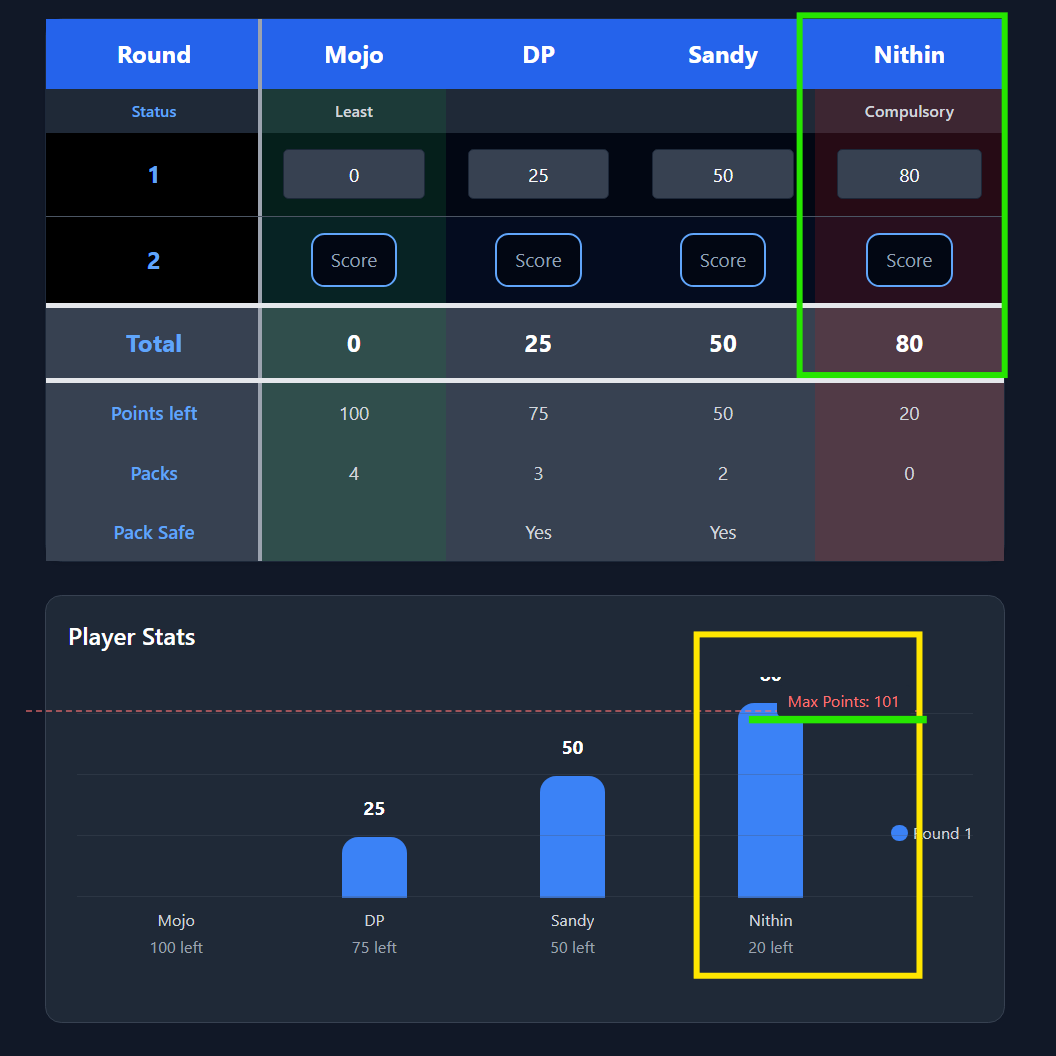 Round Mojo DP Sandy Nithin
Status Least Compulsory
1 0 25 50 80
2 Score Score Score Score
Total 0 25 50 80
Points left 100 75 50 20
Packs 4 3 2 0
Pack Safe Yes Yes
Player Stats
Max Points: 101
50
25
Round 1
Mojo DP Sandy Nithin
100 left 75 left 50 left 20 left